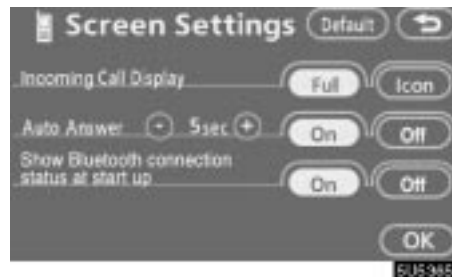 Screen Settings Default
Incoming Call Display Full Icon
Auto Answer - 5sec + On Off
Show Bluetooth connection
status at start up On Off
OK
5U5365